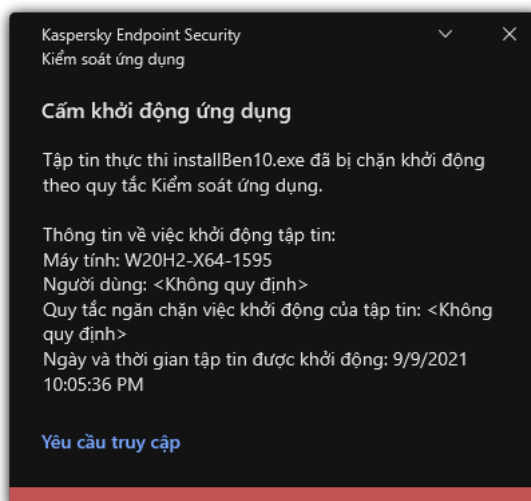 Kaspersky Endpoint Security
Kiểm soát ứng dụng
Cấm khởi động ứng dụng
Tập tin thực thi installBen10.exe đã bị chặn khởi động
theo quy tắc Kiểm soát ứng dụng.
Thông tin về việc khởi động tập tin:
Máy tính: W20H2-X64-1595
Người dùng: <Không quy định>
Quy tắc ngăn chặn việc khởi động của tập tin: <Không
quy định>
Ngày và thời gian tập tin được khởi động: 9/9/2021
10:05:36 PM
Yêu cầu truy cập